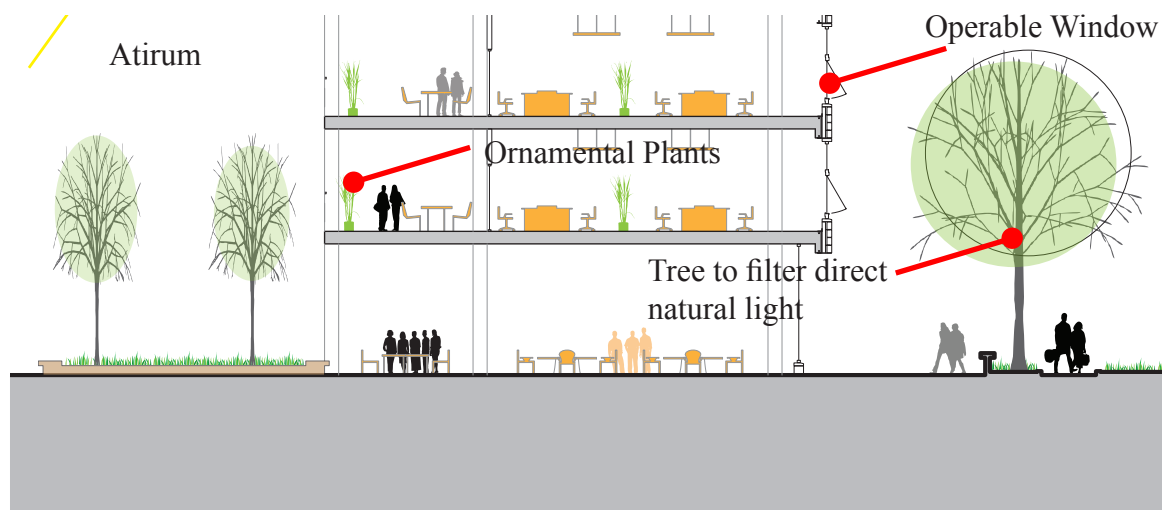 Operable Window
Atirum
Ornamental Plants
Tree to filter direct
natural light